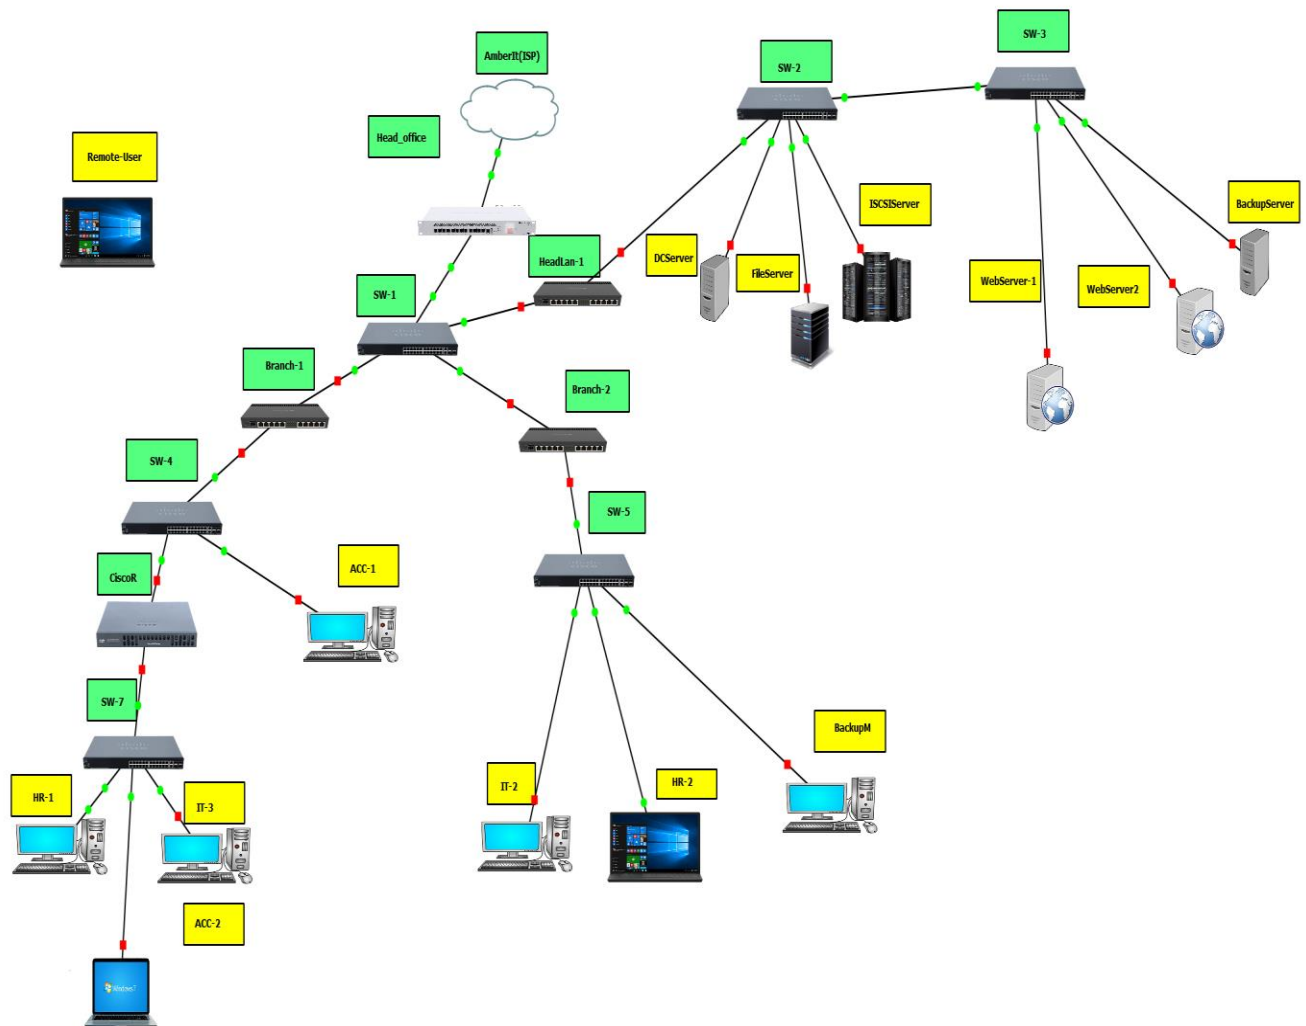 SW-3
AmberIt(ISP)
SW-2
Head_office
Remote-User
ISCSIServer
BackupServer
DCServer
HeadLan-1
FileServer
WebServer-1
WebServer2
SW-1
Branch-1
Branch-2
SW-4
SW-5
CiscoR
ACC-1
SW-7
BackupM
IT-2
HR-2
HR-1
IT-3
ACC-2
Windows7